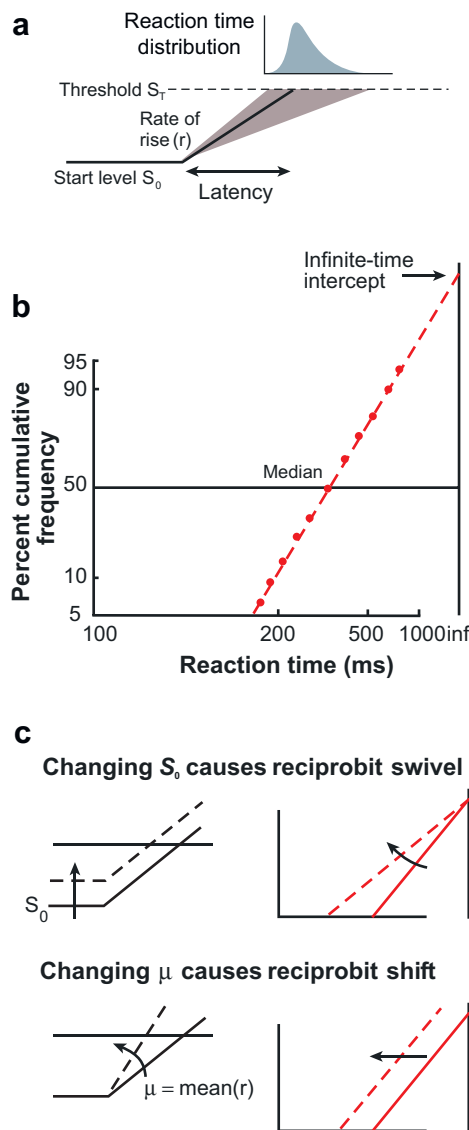 a
Reaction time
distribution
Threshold S_T
Rate of
rise (r)
Start level S_0
Latency
b
Infinite-time
intercept
95
90
50
10
5
Percent cumulative
frequency
Median
100
200
500
1000
inf
Reaction time (ms)
c
Changing S_0 causes reciprobit swivel
S_0
Changing μ causes reciprobit shift
μ = mean(r)